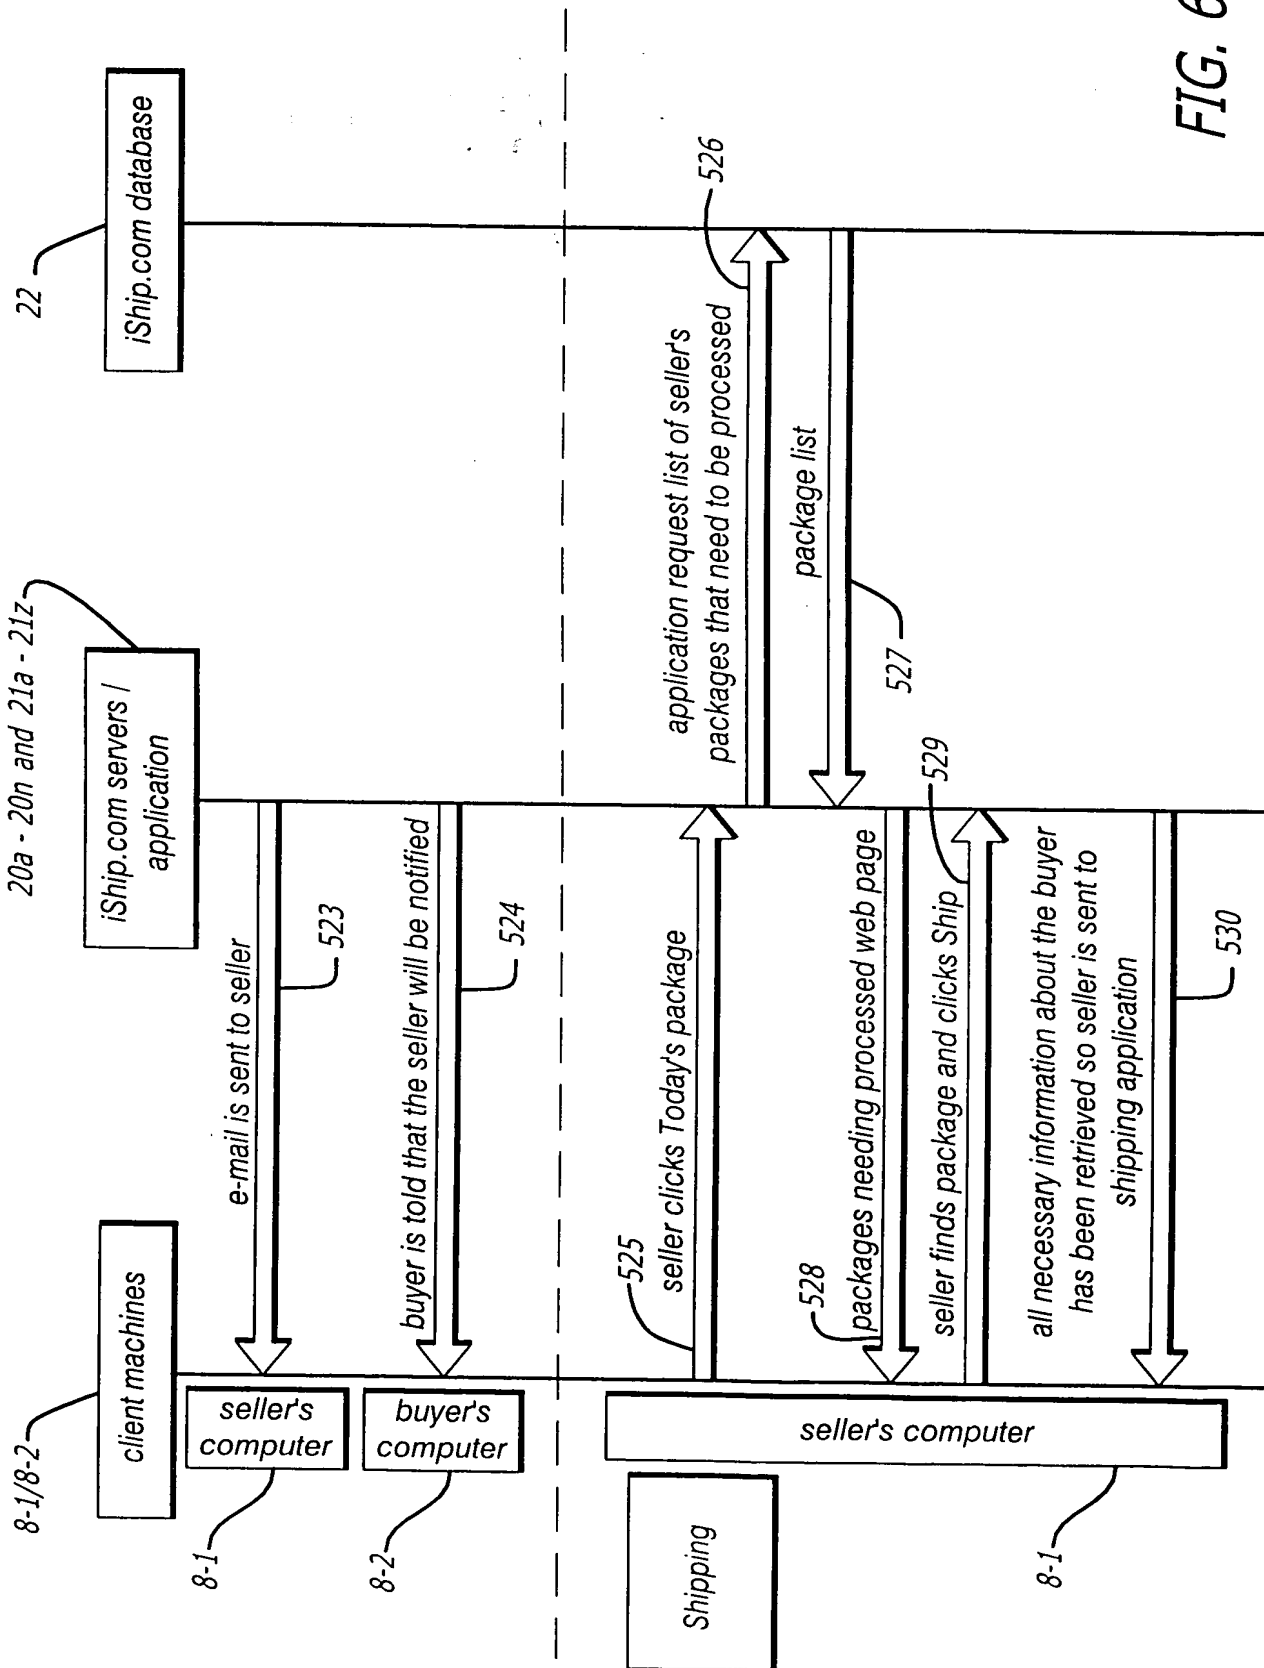 8-1/8-2
client machines
20a - 20n and 21a - 21z
iShip.com servers /
application
22
iShip.com database
seller's
computer
8-1
e-mail is sent to seller
523
buyer's
computer
8-2
buyer is told that the seller will be notified
524
Shipping
seller's computer
8-1
525
seller clicks Today's package
application request list of seller's
packages that need to be processed
526
package list
527
528
packages needing processed web page
seller finds package and clicks Ship
529
all necessary information about the buyer
has been retrieved so seller is sent to
shipping application
530